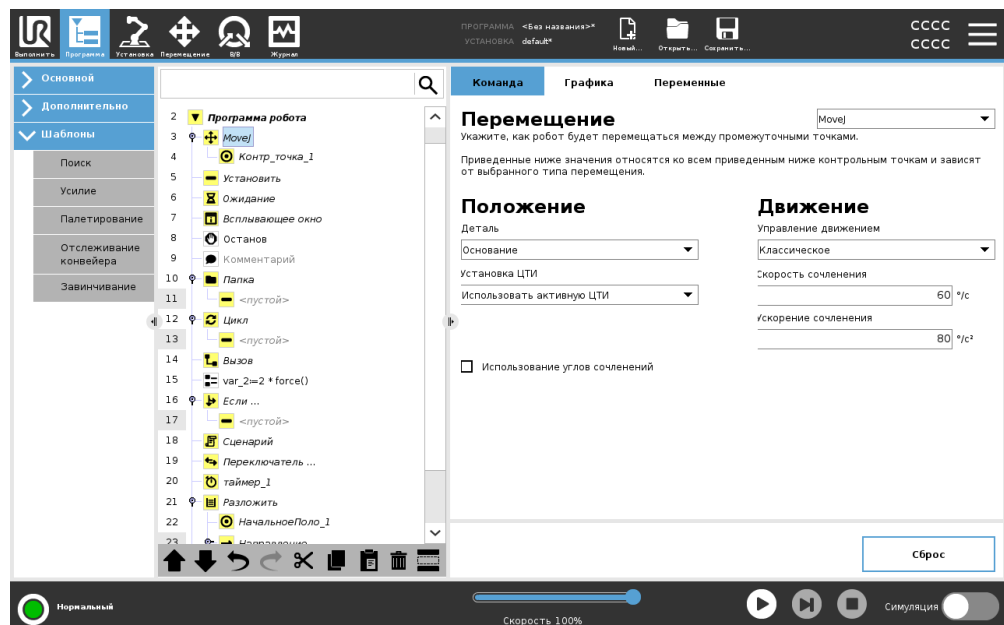 ПРОГРАММА <Без названия>*
УСТАНОВКА default*
CCCC
CCCC
Выполнить Программа Установка Перемещение В/В Журнал
Новый... Открыть... Сохранить...
Основной
Дополнительно
Шаблоны
Поиск
Усилие
Палетирование
Отслеживание
конвейера
Завинчивание
2 Программа робота
3 MoveJ
4 Контр_точка_1
5 Установить
6 Ожидание
7 Всплывающее окно
8 Останов
9 Комментарий
10 Папка
11 <пустой>
12 Цикл
13 <пустой>
14 Вызов
15 var_2≔2 * force()
16 Если ...
17 <пустой>
18 Сценарий
19 Переключатель ...
20 таймер_1
21 Разложить
22 НачальноеПоло_1
23 Направление
Команда Графика Переменные
Перемещение
MoveJ
Укажите, как робот будет перемещаться между промежуточными точками.
Приведенные ниже значения относятся ко всем приведенным ниже контрольным точкам и зависят
от выбранного типа перемещения.
Положение
Деталь
Основание
Установка ЦТИ
Использовать активную ЦТИ
Использование углов сочленений
Движение
Управление движением
Классическое
Скорость сочленения
60 °/с
Ускорение сочленения
80 °/с²
Сброс
Нормальный
Скорость 100%
Симуляция